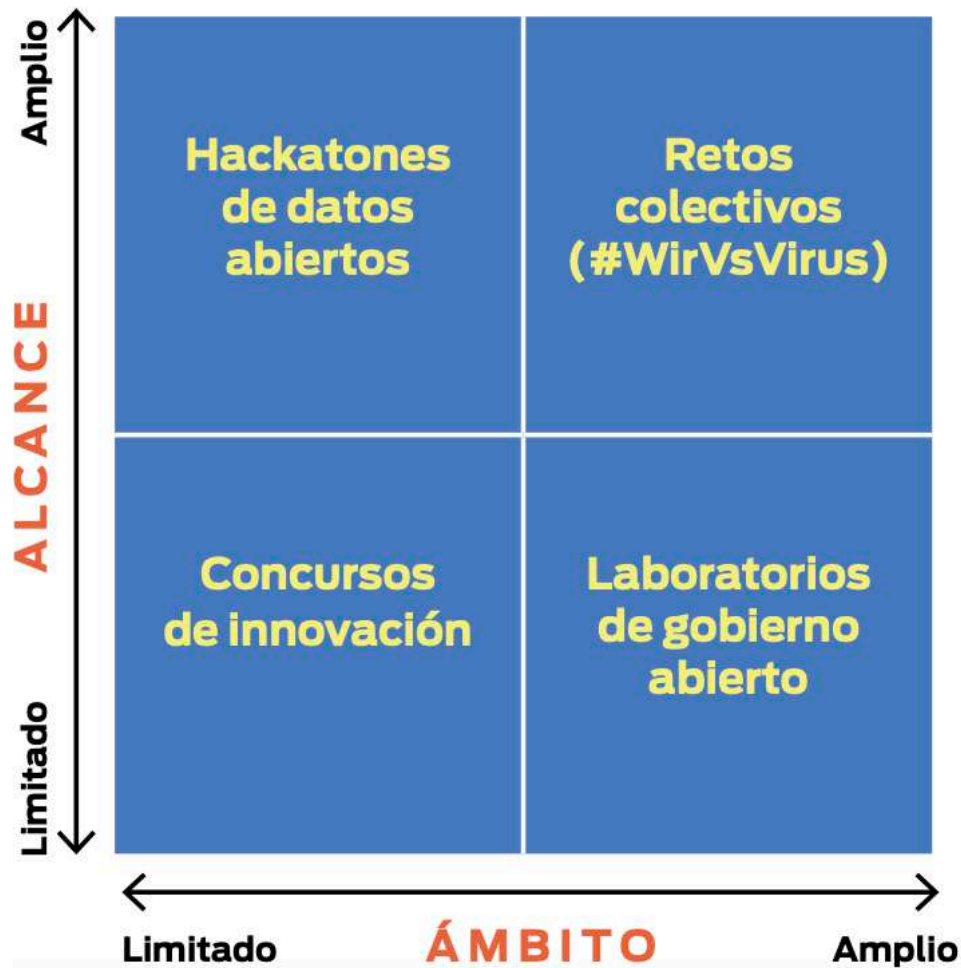 Amplio
Hackatones
de datos
abiertos
Retos
colectivos
(#WirVsVirus)
ALCANCE
Concursos
de innovación
Laboratorios
de gobierno
abierto
Limitado
Limitado
ÁMBITO
Amplio